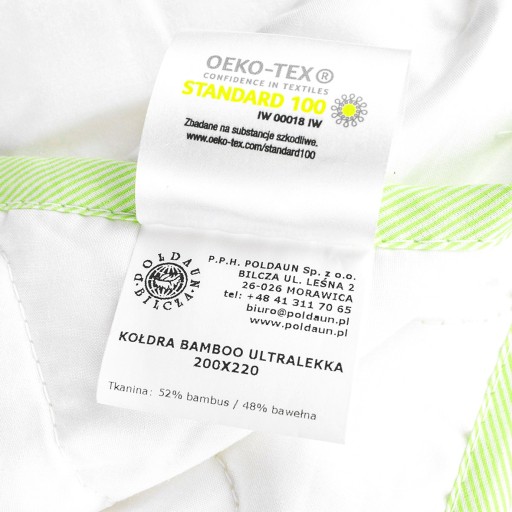 OEKO-TEX®
CONFIDENCE IN TEXTILES
STANDARD 100
IW 00018 IW
Zbadane na substancje szkodliwe.
www.oeko-tex.com/standard100
POLDAUN
BILCZA
P.P.H. POLDAUN Sp. z o.o.
BILCZA UL. LEŚNA 2
26-026 MORAWICA
tel: +48 41 311 70 65
biuro@poldaun.pl
www.poldaun.pl
KOŁDRA BAMBOO ULTRALEKKA
200X220
Tkanina: 52% bambus / 48% bawełna